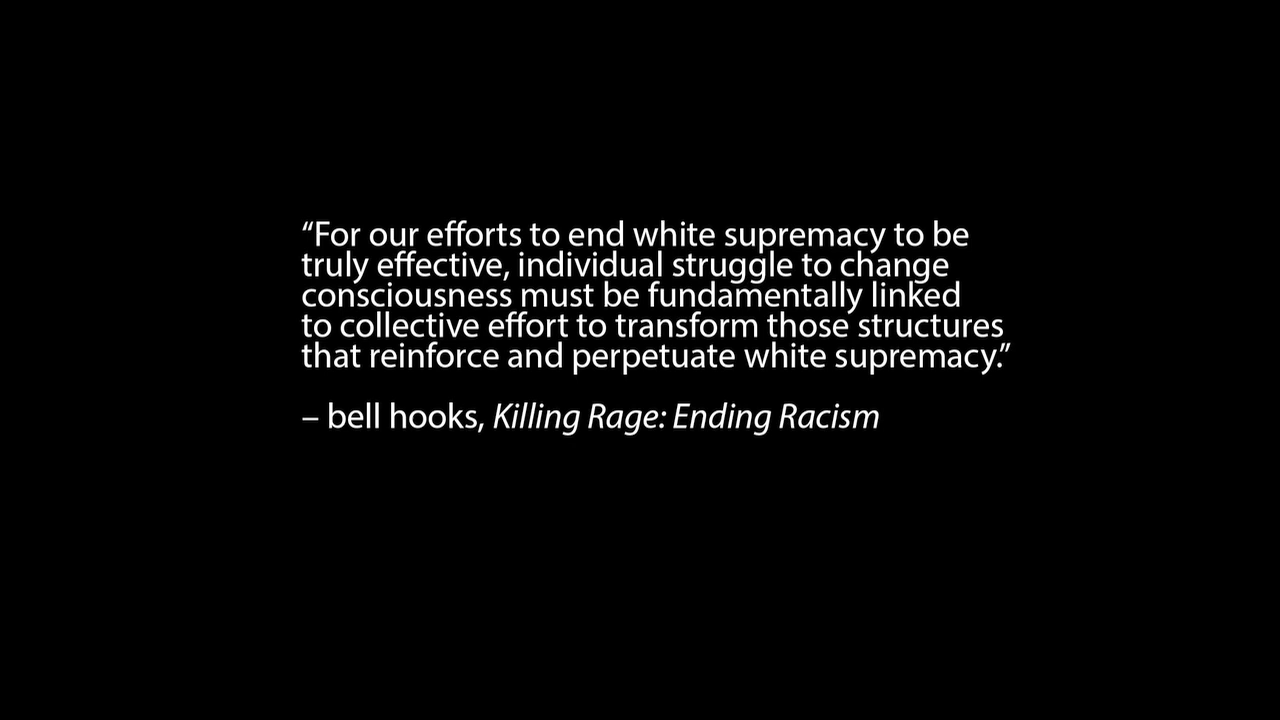 “For our efforts to end white supremacy to be
truly effective, individual struggle to change
consciousness must be fundamentally linked
to collective effort to transform those structures
that reinforce and perpetuate white supremacy.”
– bell hooks, Killing Rage: Ending Racism